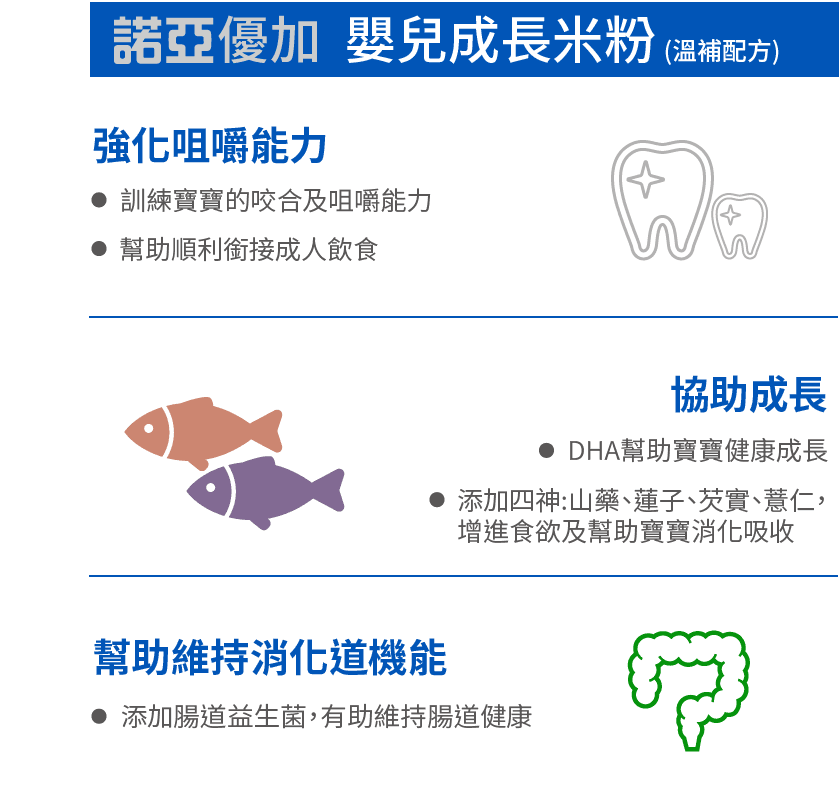 諾亞優加 嬰兒成長米粉 (溫補配方)
強化咀嚼能力
● 訓練寶寶的咬合及咀嚼能力
● 幫助順利銜接成人飲食
協助成長
● DHA幫助寶寶健康成長
● 添加四神:山藥、蓮子、芡實、薏仁,
增進食欲及幫助寶寶消化吸收
幫助維持消化道機能
● 添加腸道益生菌,有助維持腸道健康